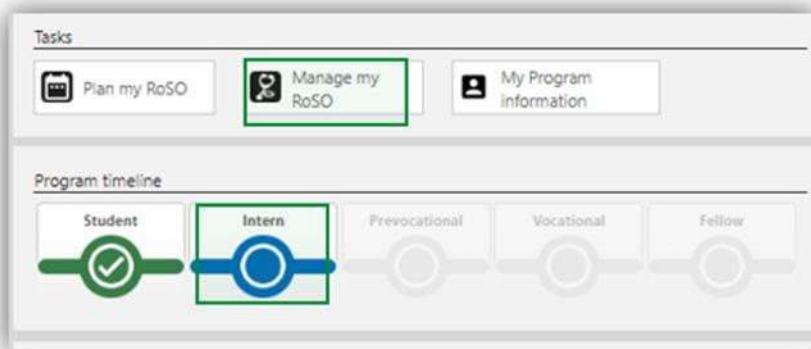 Tasks
Plan my RoSO
Manage my
RoSO
My Program
information
Program timeline
Student
Intern
Prevocational
Vocational
Fellow